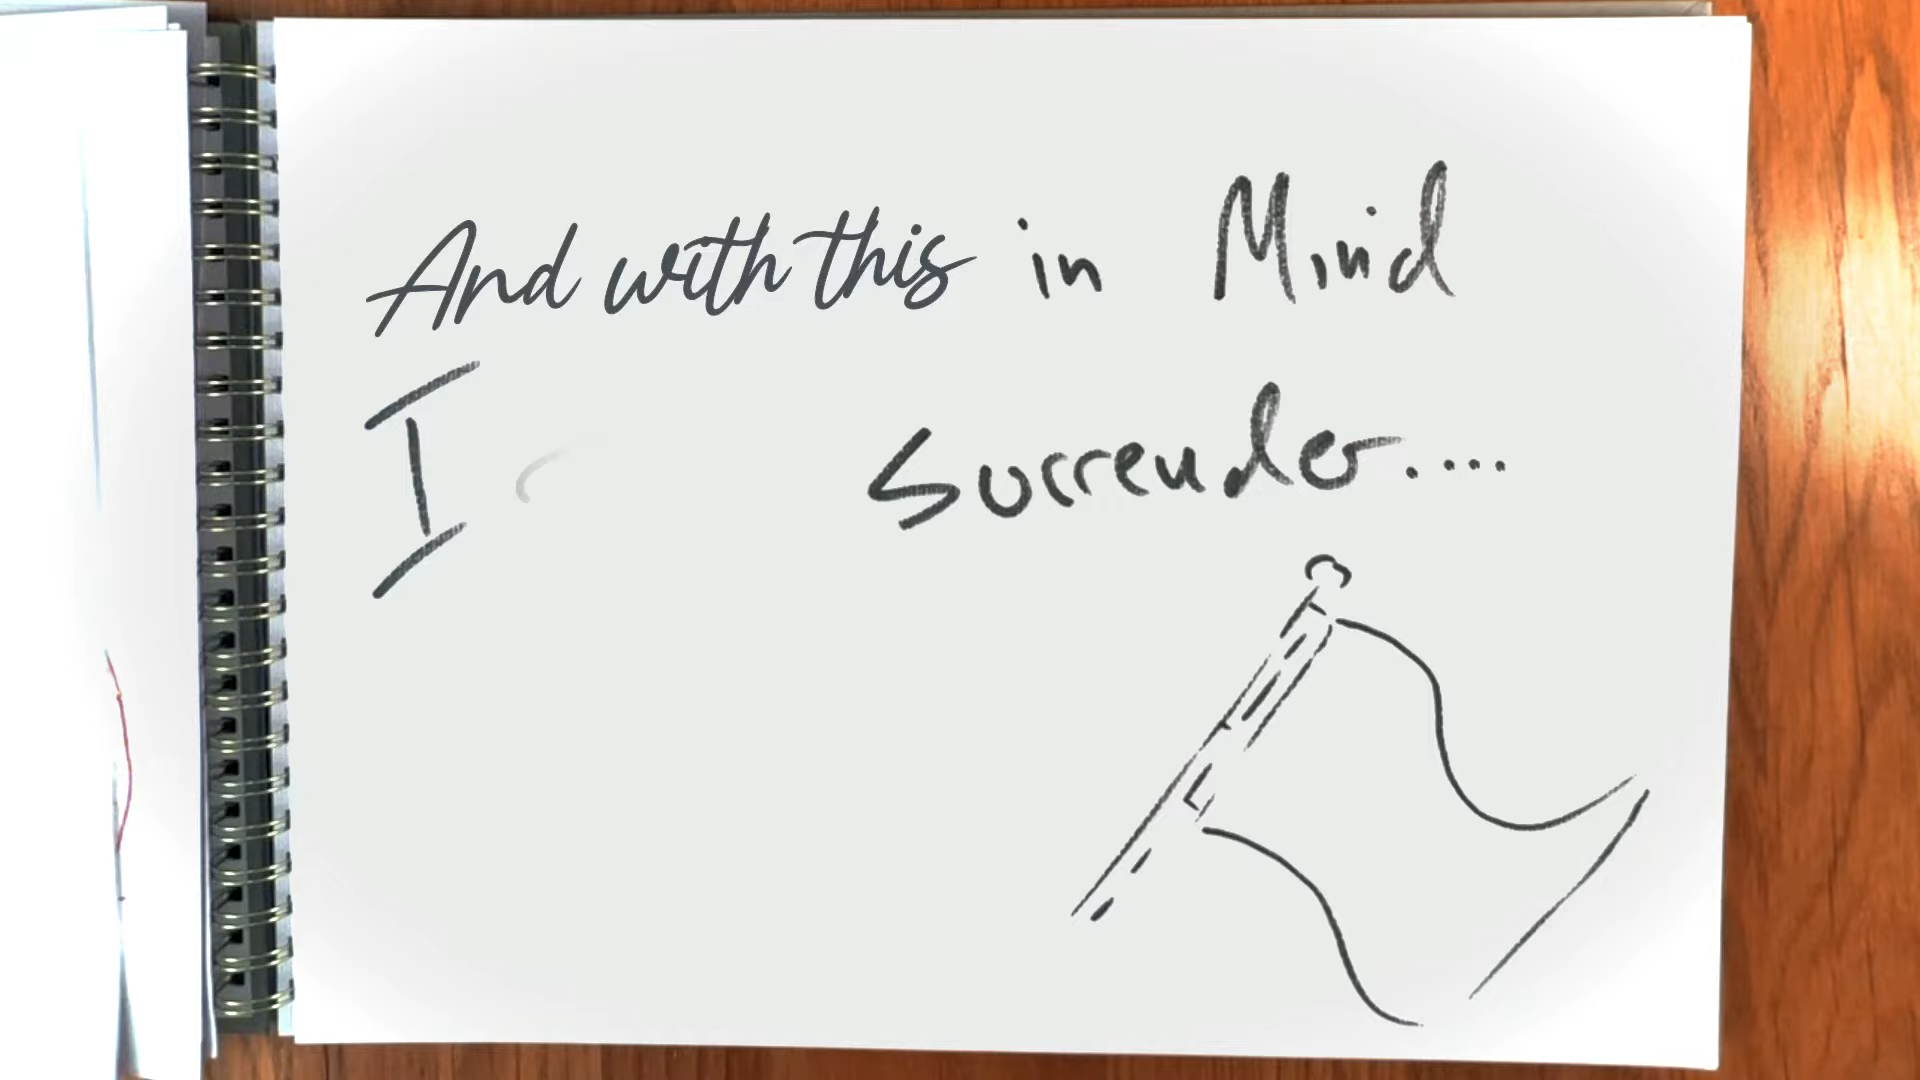 And with this in Mind
I surrender....